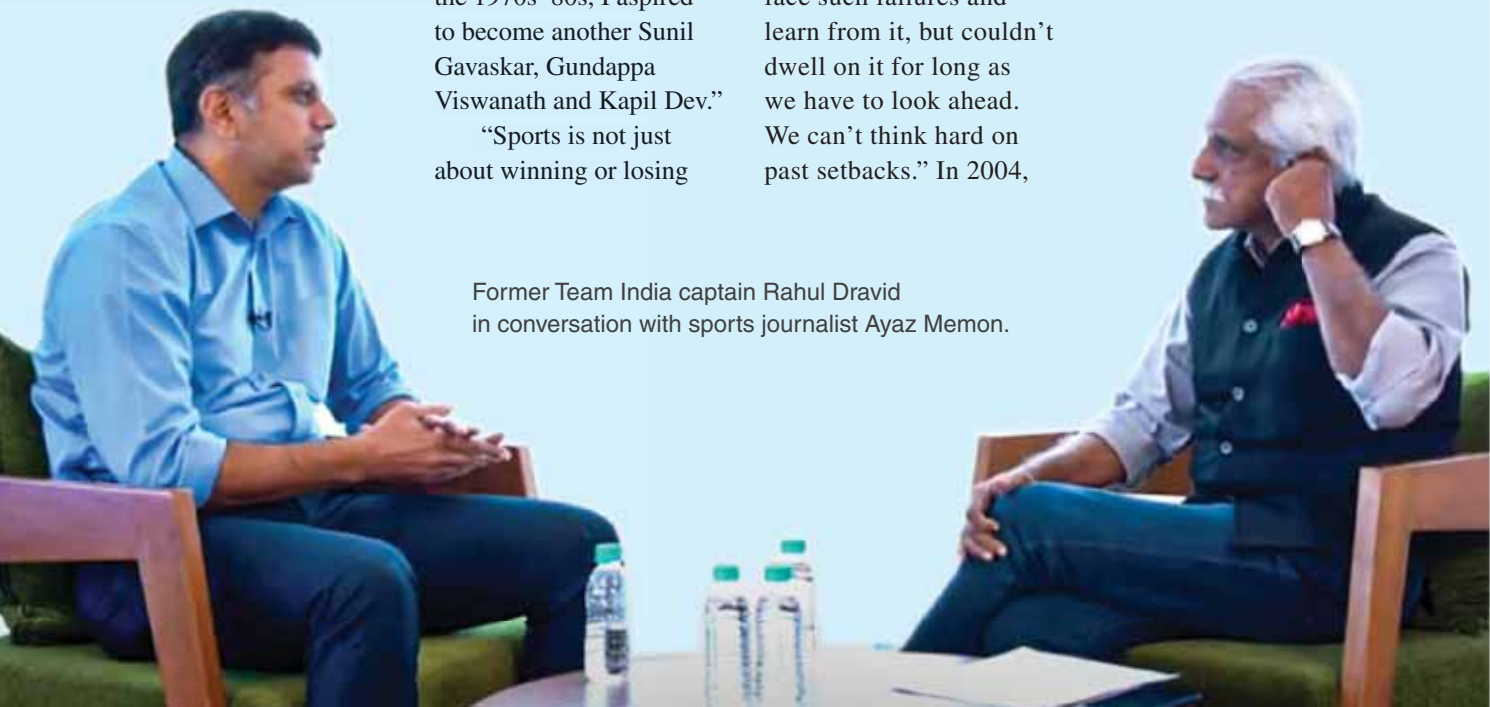 to become another Sunil
Gavaskar, Gundappa
Viswanath and Kapil Dev.”
“Sports is not just
about winning or losing
learn from it, but couldn’t
dwell on it for long as
we have to look ahead.
We can’t think hard on
past setbacks.” In 2004,
Former Team India captain Rahul Dravid
in conversation with sports journalist Ayaz Memon.